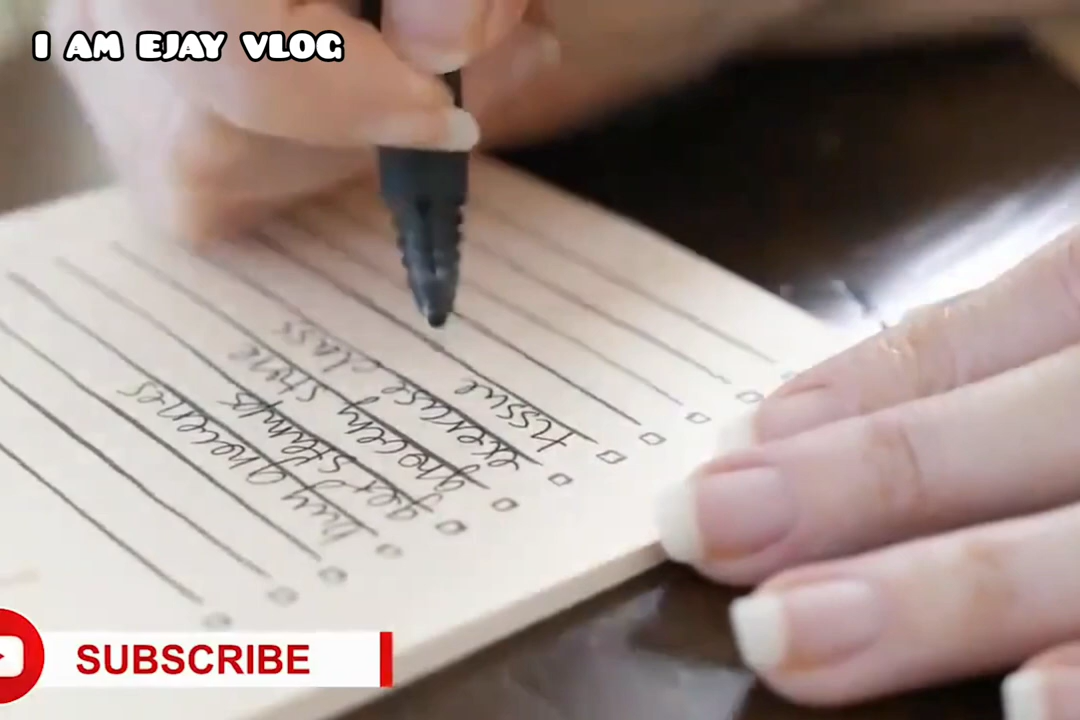 I AM EJAY VLOG
buy groceries
get stamps
grocery store
exercise class
tissue
SUBSCRIBE